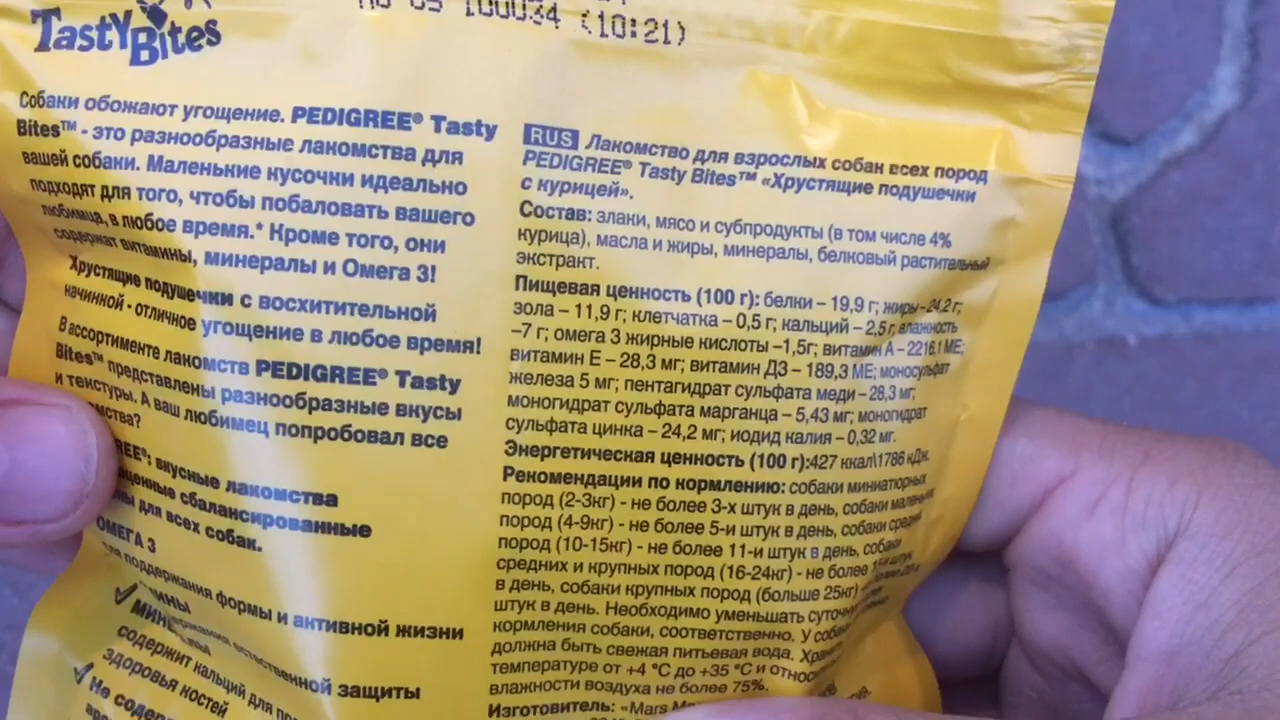 TASTY Bites
100034 (10:21)
Собаки обожают угощение. PEDIGREE® Tasty
Bites™ - это разнообразные лакомства для
вашей собаки. Маленькие кусочки идеально
подходят для того, чтобы побаловать вашего
любимца, в любое время.* Кроме того, они
содержат витамины, минералы и Омега 3!
Хрустящие подушечки с восхитительной
начинкой - отличное угощение в любое время!
В ассортименте лакомств PEDIGREE® Tasty
Bites™ представлены разнообразные вкусы
и текстуры. А ваш любимец попробовал все
вкусные лакомства
сбалансированные
для всех собак.
ОМЕГА 3
поддержания формы и активной жизни
естественной защиты
содержит кальций для
здоровья костей
Не
RUS Лакомство для взрослых собак всех пород
PEDIGREE® Tasty Bites™ «Хрустящие подушечки
с курицей».
Состав: злаки, мясо и субпродукты (в том числе 4%
курица), масла и жиры, минералы, белковый растительный
экстракт.
Пищевая ценность (100 г): белки – 19,9 г; жиры – 24,2 г;
зола – 11,9 г; клетчатка – 0,5 г; кальций – 2,5 г, влажность
–7 г; омега 3 жирные кислоты –1,5г; витамин А – 2216,1 МЕ;
витамин Е – 28,3 мг; витамин Д3 – 189,3 МЕ; моносульфат
железа 5 мг; пентагидрат сульфата меди – 28,3 мг;
моногидрат сульфата марганца – 5,43 мг; моногидрат
сульфата цинка – 24,2 мг; иодид калия – 0,32 мг.
Энергетическая ценность (100 г):427 ккал\1786 кДж.
Рекомендации по кормлению: собаки миниатюрных
пород (2-3кг) - не более 3-х штук в день, собаки
пород (4-9кг) - не более 5-и штук в день, собаки
пород (10-15кг) - не более 11-и штук в день, собаки
средних и крупных пород (16-24кг) - не более
в день, собаки крупных пород (больше 25кг)
штук в день. Необходимо уменьшать
кормления собаки, соответственно. У
должна быть свежая питьевая вода.
температуре от +4 °C до +35 °C и
влажности воздуха не более 75%.
Изготовитель: «Mars